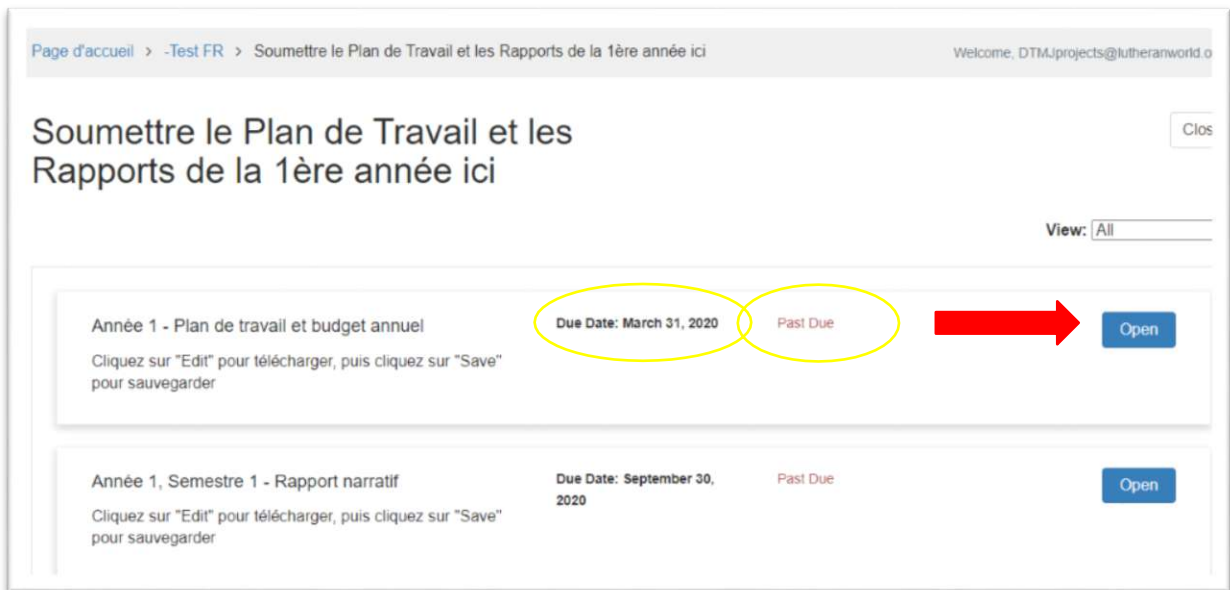 Page d'accueil > -Test FR > Soumettre le Plan de Travail et les Rapports de la 1ère année ici
Welcome, DTMJprojects@lutheranworld.o
Soumettre le Plan de Travail et les
Rapports de la 1ère année ici
Clos
View: All
Année 1 - Plan de travail et budget annuel
Due Date: March 31, 2020
Past Due
Open
Cliquez sur "Edit" pour télécharger, puis cliquez sur "Save"
pour sauvegarder
Année 1, Semestre 1 - Rapport narratif
Due Date: September 30,
2020
Past Due
Open
Cliquez sur "Edit" pour télécharger, puis cliquez sur "Save"
pour sauvegarder